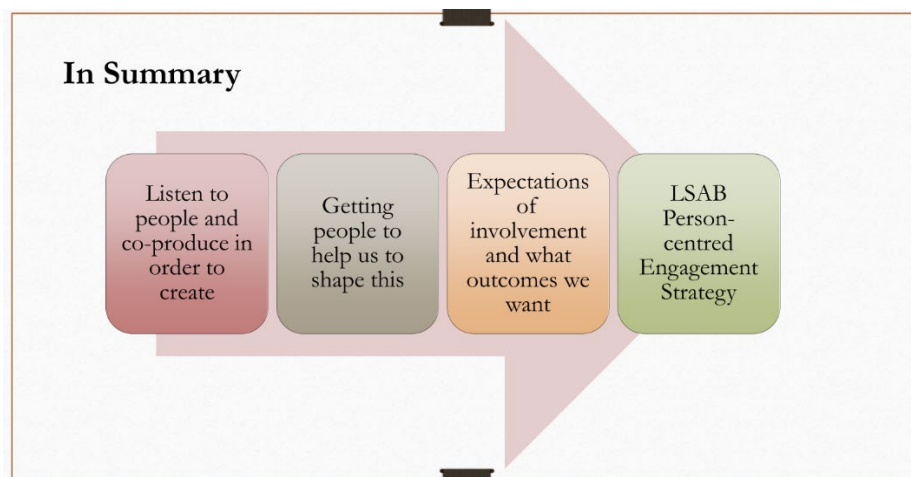 In Summary
Listen to
people and
co-produce in
order to
create
Getting
people to
help us to
shape this
Expectations
of
involvement
and what
outcomes we
want
LSAB
Person-
centred
Engagement
Strategy